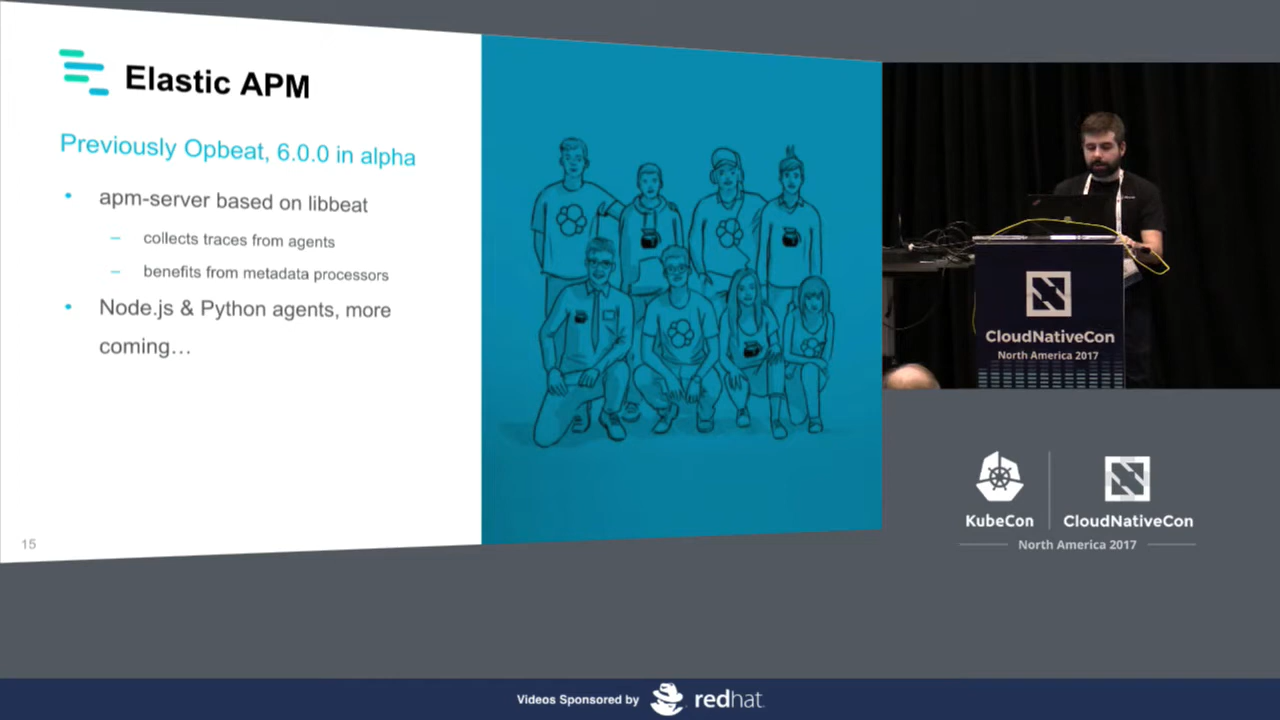 Elastic APM
Previously Opbeat, 6.0.0 in alpha
• apm-server based on libbeat
– collects traces from agents
– benefits from metadata processors
• Node.js & Python agents, more
coming…
15
CloudNativeCon
North America 2017
KubeCon
CloudNativeCon
North America 2017
Videos Sponsored by
redhat